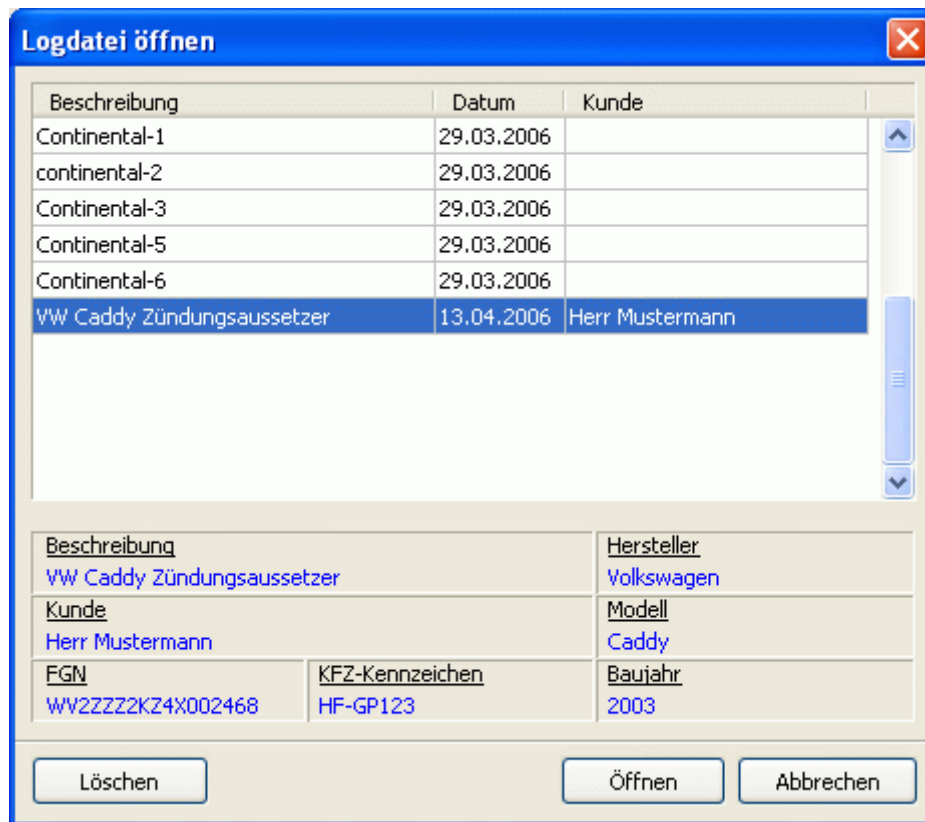 Logdatei öffnen
Beschreibung Datum Kunde
Continental-1 29.03.2006
continental-2 29.03.2006
Continental-3 29.03.2006
Continental-5 29.03.2006
Continental-6 29.03.2006
VW Caddy Zündungsaussetzer 13.04.2006 Herr Mustermann
Beschreibung Hersteller
VW Caddy Zündungsaussetzer Volkswagen
Kunde Modell
Herr Mustermann Caddy
FGN KFZ-Kennzeichen Baujahr
WV2ZZZ2KZ4X002468 HF-GP123 2003
Löschen Öffnen Abbrechen